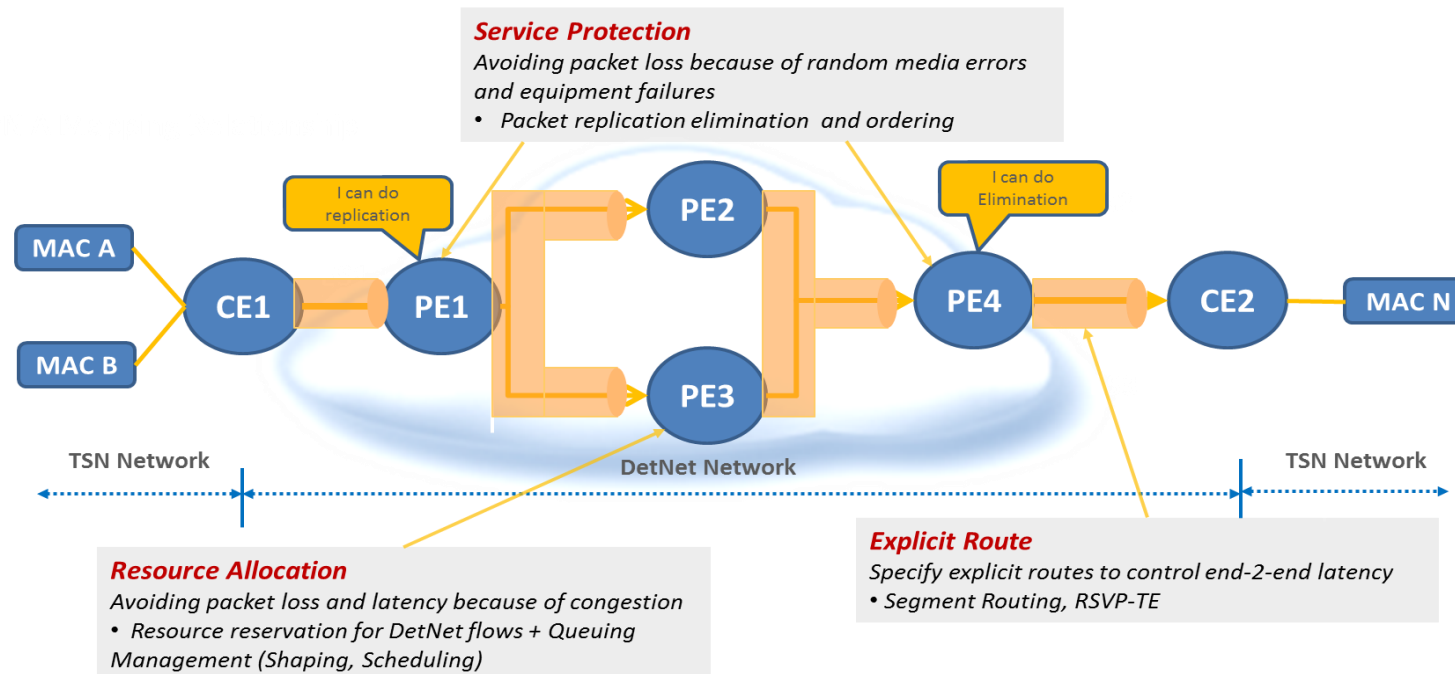 Service Protection
Avoiding packet loss because of random media errors
and equipment failures
• Packet replication elimination and ordering
I can do
replication
I can do
Elimination
MAC A
MAC B
CE1
PE1
PE2
PE3
PE4
CE2
MAC N
TSN Network
DetNet Network
TSN Network
Resource Allocation
Avoiding packet loss and latency because of congestion
• Resource reservation for DetNet flows + Queuing
Management (Shaping, Scheduling)
Explicit Route
Specify explicit routes to control end-2-end latency
• Segment Routing, RSVP-TE